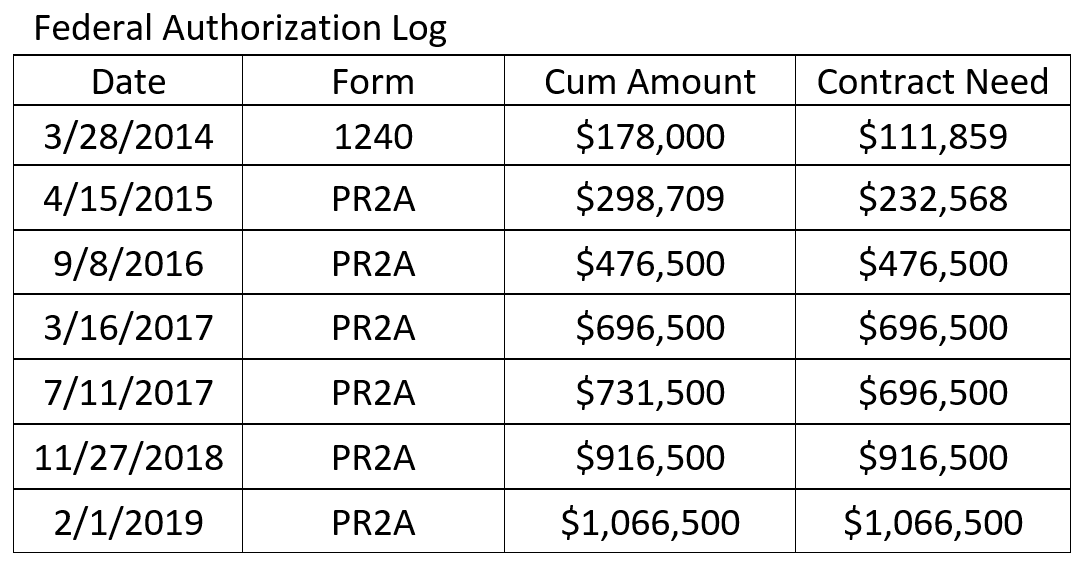 Federal Authorization Log
Date Form Cum Amount Contract Need
3/28/2014 1240 $178,000 $111,859
4/15/2015 PR2A $298,709 $232,568
9/8/2016 PR2A $476,500 $476,500
3/16/2017 PR2A $696,500 $696,500
7/11/2017 PR2A $731,500 $696,500
11/27/2018 PR2A $916,500 $916,500
2/1/2019 PR2A $1,066,500 $1,066,500